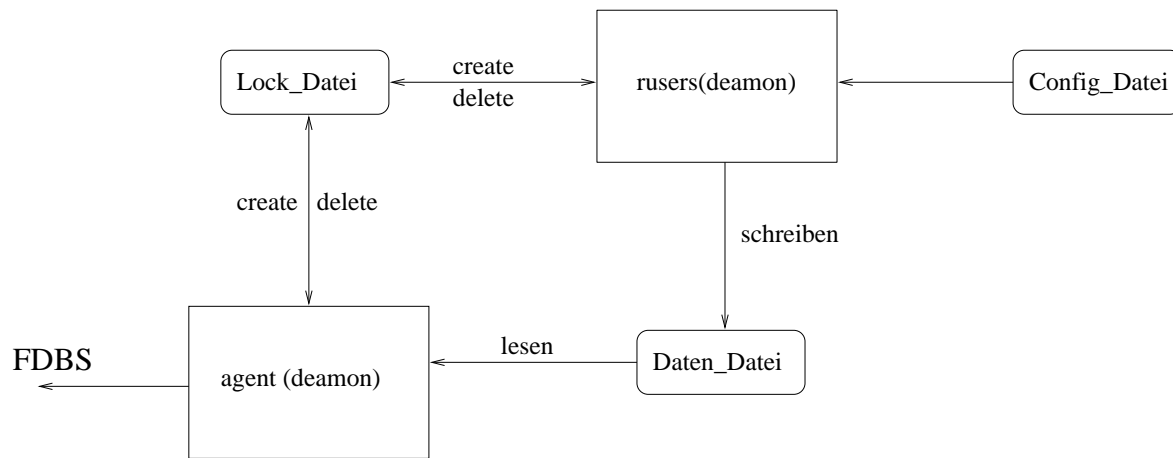 Lock_Datei
create
delete
rusers(deamon)
Config_Datei
create delete
schreiben
FDBS
agent (deamon)
lesen
Daten_Datei